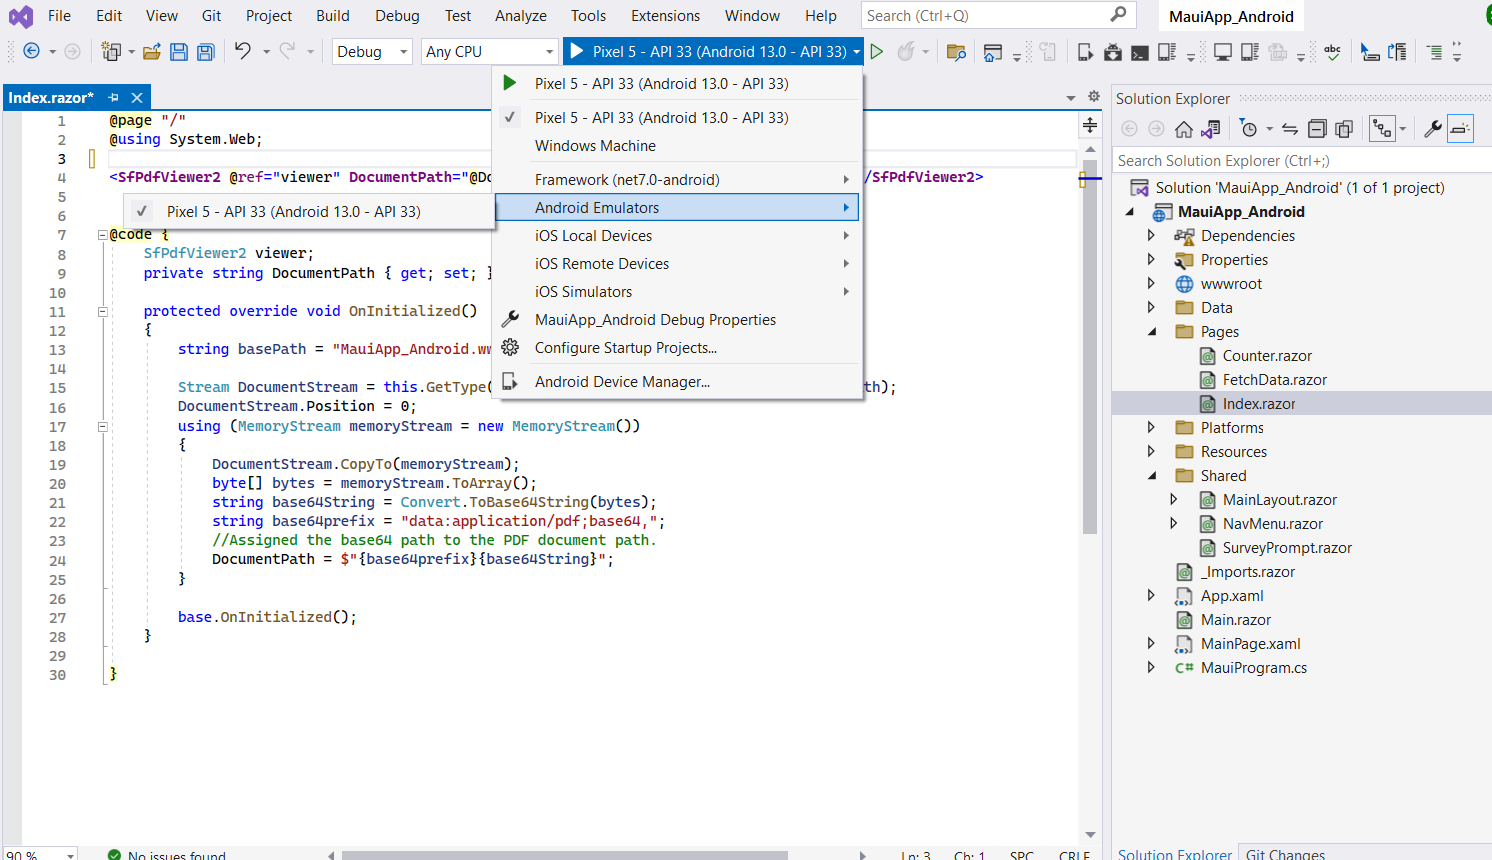 File Edit View Git Project Build Debug Test Analyze Tools Extensions Window Help Search (Ctrl+Q) MauiApp_Android
Debug Any CPU Pixel 5 - API 33 (Android 13.0 - API 33)
Pixel 5 - API 33 (Android 13.0 - API 33)
Pixel 5 - API 33 (Android 13.0 - API 33)
Windows Machine
Framework (net7.0-android)
Android Emulators
iOS Local Devices
iOS Remote Devices
iOS Simulators
MauiApp_Android Debug Properties
Configure Startup Projects...
Android Device Manager...
Pixel 5 - API 33 (Android 13.0 - API 33)
Index.razor*
1 @page "/"
2 @using System.Web;
3
4 <SfPdfViewer2 @ref="viewer" DocumentPath="@Do /SfPdfViewer2>
5
6
7 @code {
8 SfPdfViewer2 viewer;
9 private string DocumentPath { get; set; }
10
11 protected override void OnInitialized()
12 {
13 string basePath = "MauiApp_Android.ww
14
15 Stream DocumentStream = this.GetType( th);
16 DocumentStream.Position = 0;
17 using (MemoryStream memoryStream = new MemoryStream())
18 {
19 DocumentStream.CopyTo(memoryStream);
20 byte[] bytes = memoryStream.ToArray();
21 string base64String = Convert.ToBase64String(bytes);
22 string base64prefix = "data:application/pdf;base64,";
23 //Assigned the base64 path to the PDF document path.
24 DocumentPath = $"{base64prefix}{base64String}";
25 }
26
27 base.OnInitialized();
28 }
29
30 }
90 % No issues found Ln: 3 Ch: 1 SPC CRLF
Solution Explorer
Search Solution Explorer (Ctrl+;)
Solution 'MauiApp_Android' (1 of 1 project)
MauiApp_Android
Dependencies
Properties
wwwroot
Data
Pages
Counter.razor
FetchData.razor
Index.razor
Platforms
Resources
Shared
MainLayout.razor
NavMenu.razor
SurveyPrompt.razor
_Imports.razor
App.xaml
Main.razor
MainPage.xaml
C# MauiProgram.cs
Solution Explorer Git Changes